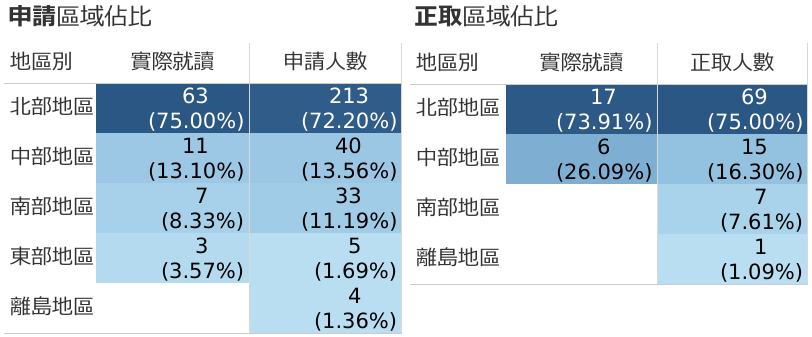 申請區域佔比
地區別 實際就讀 申請人數
北部地區 63 (75.00%) 213 (72.20%)
中部地區 11 (13.10%) 40 (13.56%)
南部地區 7 (8.33%) 33 (11.19%)
東部地區 3 (3.57%) 5 (1.69%)
離島地區 4 (1.36%)
正取區域佔比
地區別 實際就讀 正取人數
北部地區 17 (73.91%) 69 (75.00%)
中部地區 6 (26.09%) 15 (16.30%)
南部地區 7 (7.61%)
離島地區 1 (1.09%)